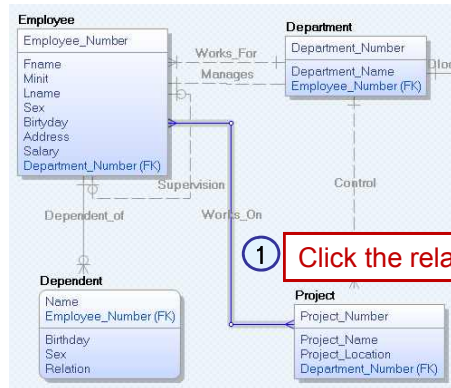 Employee
Employee_Number
Fname
Minit
Lname
Sex
Birtyday
Address
Salary
Department_Number (FK)
Works_For
Manages
Department
Department_Number
Department_Name
Employee_Number (FK)
Supervision
Control
Dependent_of
Works_On
1
Click the rela
Dependent
Name
Employee_Number (FK)
Birthday
Sex
Relation
Project
Project_Number
Project_Name
Project_Location
Department_Number (FK)